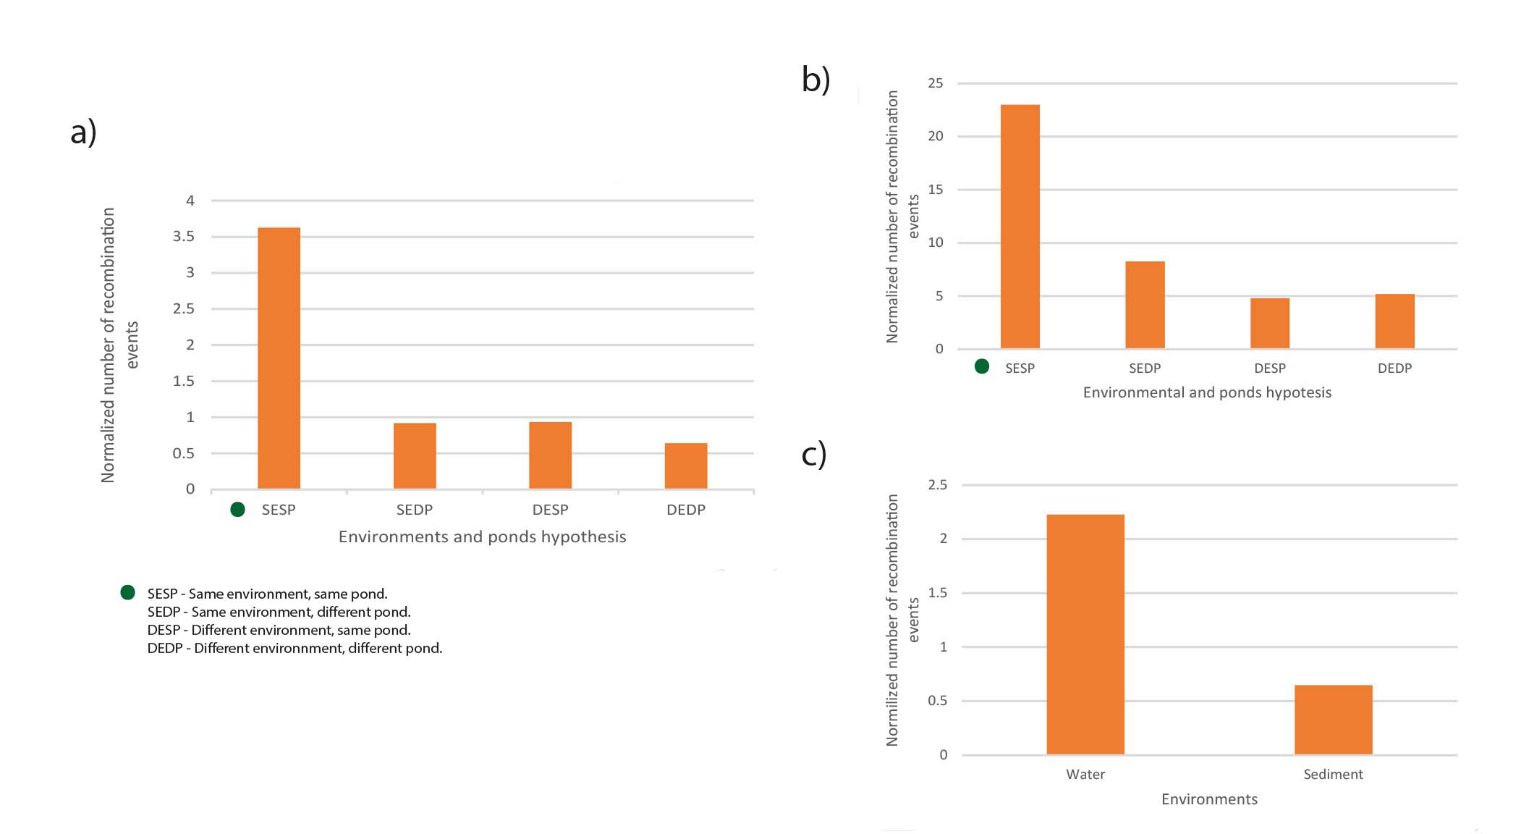 a)
Normalized number of recombination
events
4
3.5
3
2.5
2
1.5
1
0.5
0
SESP
SEDP
DESP
DEDP
Environments and ponds hypothesis
SESP - Same environment, same pond.
SEDP - Same environment, different pond.
DESP - Different environment, same pond.
DEDP - Different environnment, different pond.
b)
Normalized number of recombination
events
25
20
15
10
5
0
SESP
SEDP
DESP
DEDP
Environmental and ponds hypotesis
c)
Normilized number of recombination
events
2.5
2
1.5
1
0.5
0
Water
Sediment
Environments